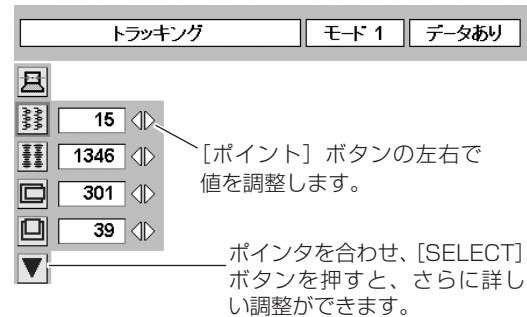 トラッキング モード 1 データあり
15
1346
301
39
[ポイント] ボタンの左右で
値を調整します。
ポインタを合わせ、[SELECT]
ボタンを押すと、さらに詳し
い調整ができます。